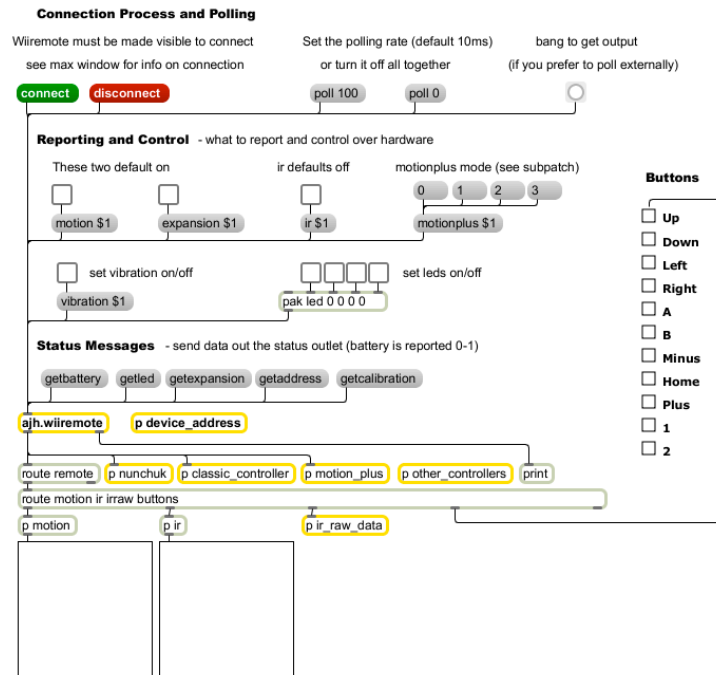 Connection Process and Polling
Wiiremote must be made visible to connect
see max window for info on connection
Set the polling rate (default 10ms)
or turn it off all together
bang to get output
(if you prefer to poll externally)
connect
disconnect
poll 100
poll 0
Reporting and Control - what to report and control over hardware
These two default on
ir defaults off
motionplus mode (see subpatch)
0
1
2
3
motion $1
expansion $1
ir $1
motionplus $1
set vibration on/off
set leds on/off
vibration $1
pak led 0 0 0 0
Status Messages - send data out the status outlet (battery is reported 0-1)
getbattery
getled
getexpansion
getaddress
getcalibration
ajh.wiiremote
p device_address
route remote
p nunchuk
p classic_controller
p motion_plus
p other_controllers
print
route motion ir irraw buttons
p motion
p ir
p ir_raw_data
Buttons
Up
Down
Left
Right
A
B
Minus
Home
Plus
1
2